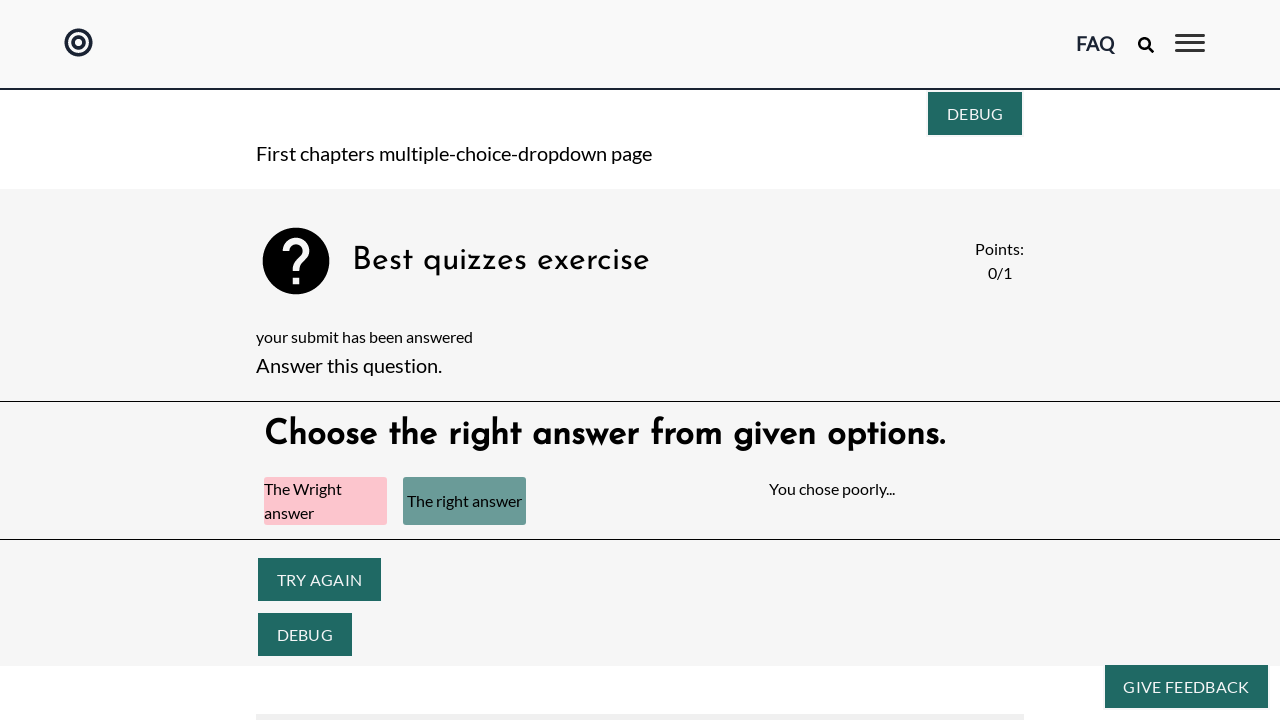 FAQ
DEBUG
First chapters multiple-choice-dropdown page
Best quizzes exercise
Points:
0/1
your submit has been answered
Answer this question.
Choose the right answer from given options.
The Wright
answer
The right answer
You chose poorly...
TRY AGAIN
DEBUG
GIVE FEEDBACK